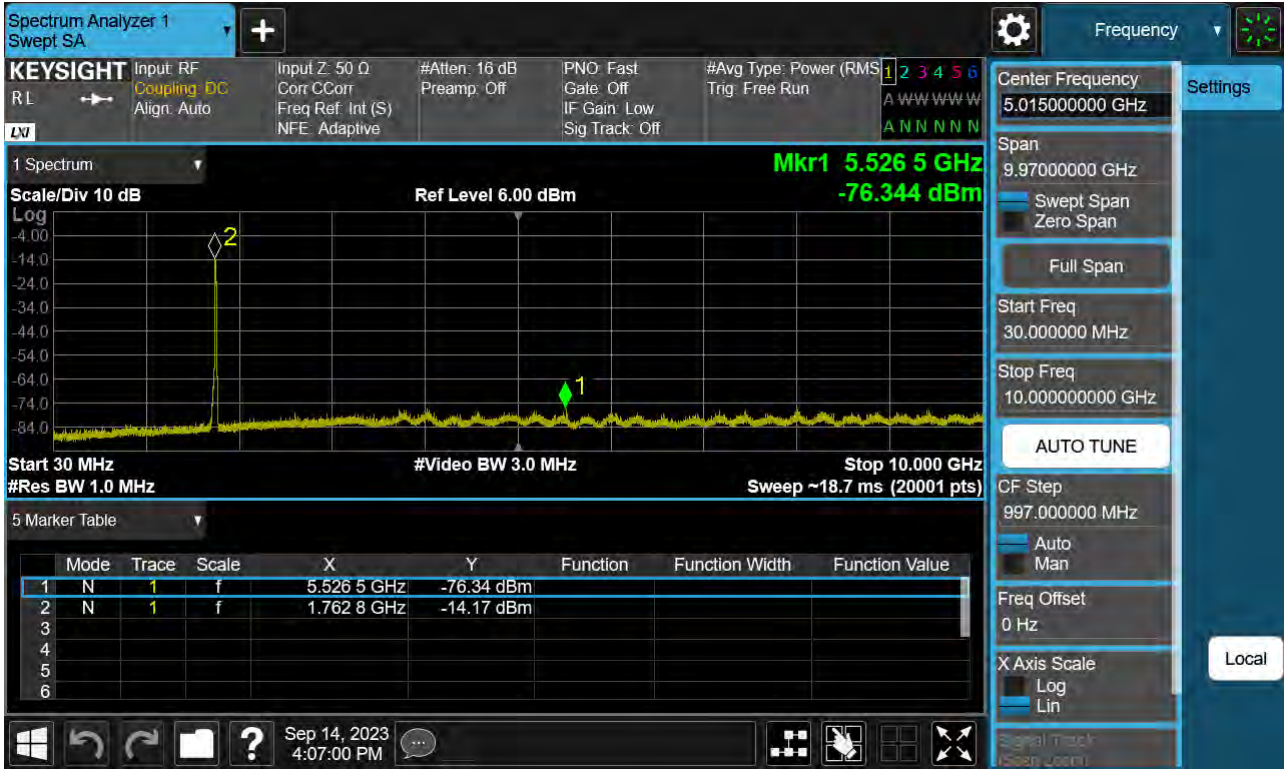 Spectrum Analyzer 1
Swept SA
Frequency
KEYSIGHT
RL
LXI
Input: RF
Coupling: DC
Align: Auto
Input Z: 50 Ω
Corr CCorr
Freq Ref: Int (S)
NFE: Adaptive
#Atten: 16 dB
Preamp: Off
PNO: Fast
Gate: Off
IF Gain: Low
Sig Track: Off
#Avg Type: Power (RMS
Trig: Free Run
1 2 3 4 5 6
A W W W W W
A N N N N N
1 Spectrum
Mkr1 5.526 5 GHz
-76.344 dBm
Scale/Div 10 dB
Ref Level 6.00 dBm
Log
-4.00
-14.0
-24.0
-34.0
-44.0
-54.0
-64.0
-74.0
-84.0
2
1
Start 30 MHz
#Video BW 3.0 MHz
Stop 10.000 GHz
#Res BW 1.0 MHz
Sweep ~18.7 ms (20001 pts)
5 Marker Table
Mode Trace Scale X Y Function Function Width Function Value
1 N 1 f 5.526 5 GHz -76.34 dBm
2 N 1 f 1.762 8 GHz -14.17 dBm
3
4
5
6
Sep 14, 2023
4:07:00 PM
Center Frequency
5.015000000 GHz
Settings
Span
9.97000000 GHz
Swept Span
Zero Span
Full Span
Start Freq
30.000000 MHz
Stop Freq
10.000000000 GHz
AUTO TUNE
CF Step
997.000000 MHz
Auto
Man
Freq Offset
0 Hz
X Axis Scale
Log
Lin
Local
Signal Track
(Span Zoom)